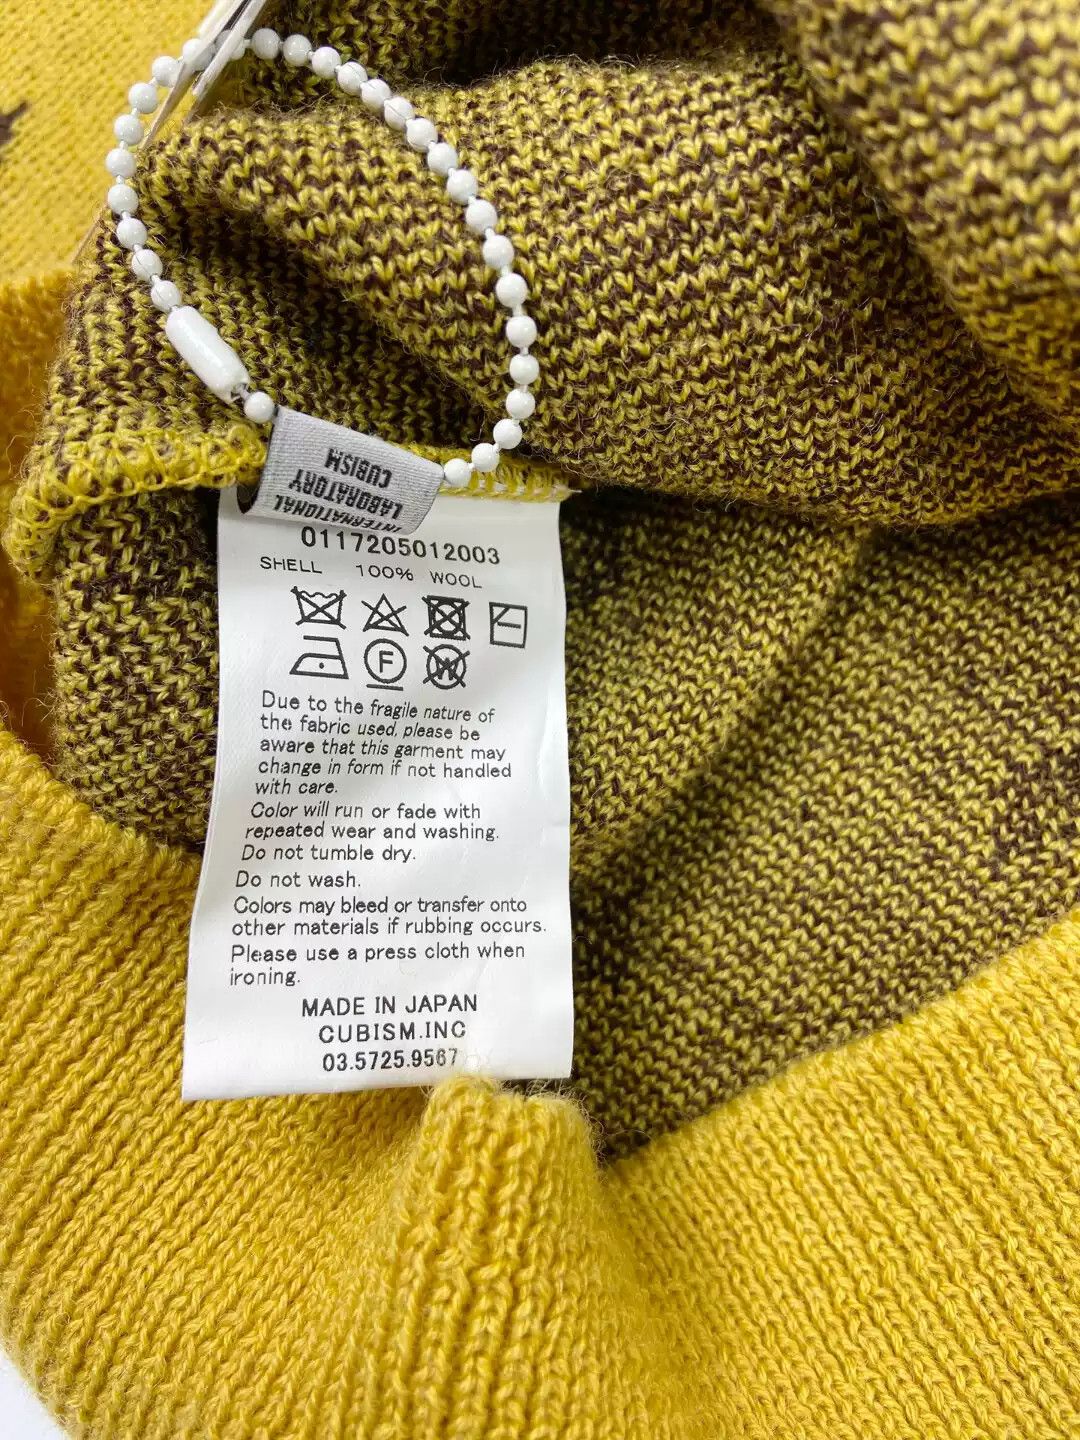 INTERNATIONAL
LABORATORY
CUBISM
0117205012003
SHELL 100% WOOL
F W
Due to the fragile nature of
the fabric used, please be
aware that this garment may
change in form if not handled
with care.
Color will run or fade with
repeated wear and washing.
Do not tumble dry.
Do not wash.
Colors may bleed or transfer onto
other materials if rubbing occurs.
Please use a press cloth when
ironing.
MADE IN JAPAN
CUBISM.INC
03.5725.9567